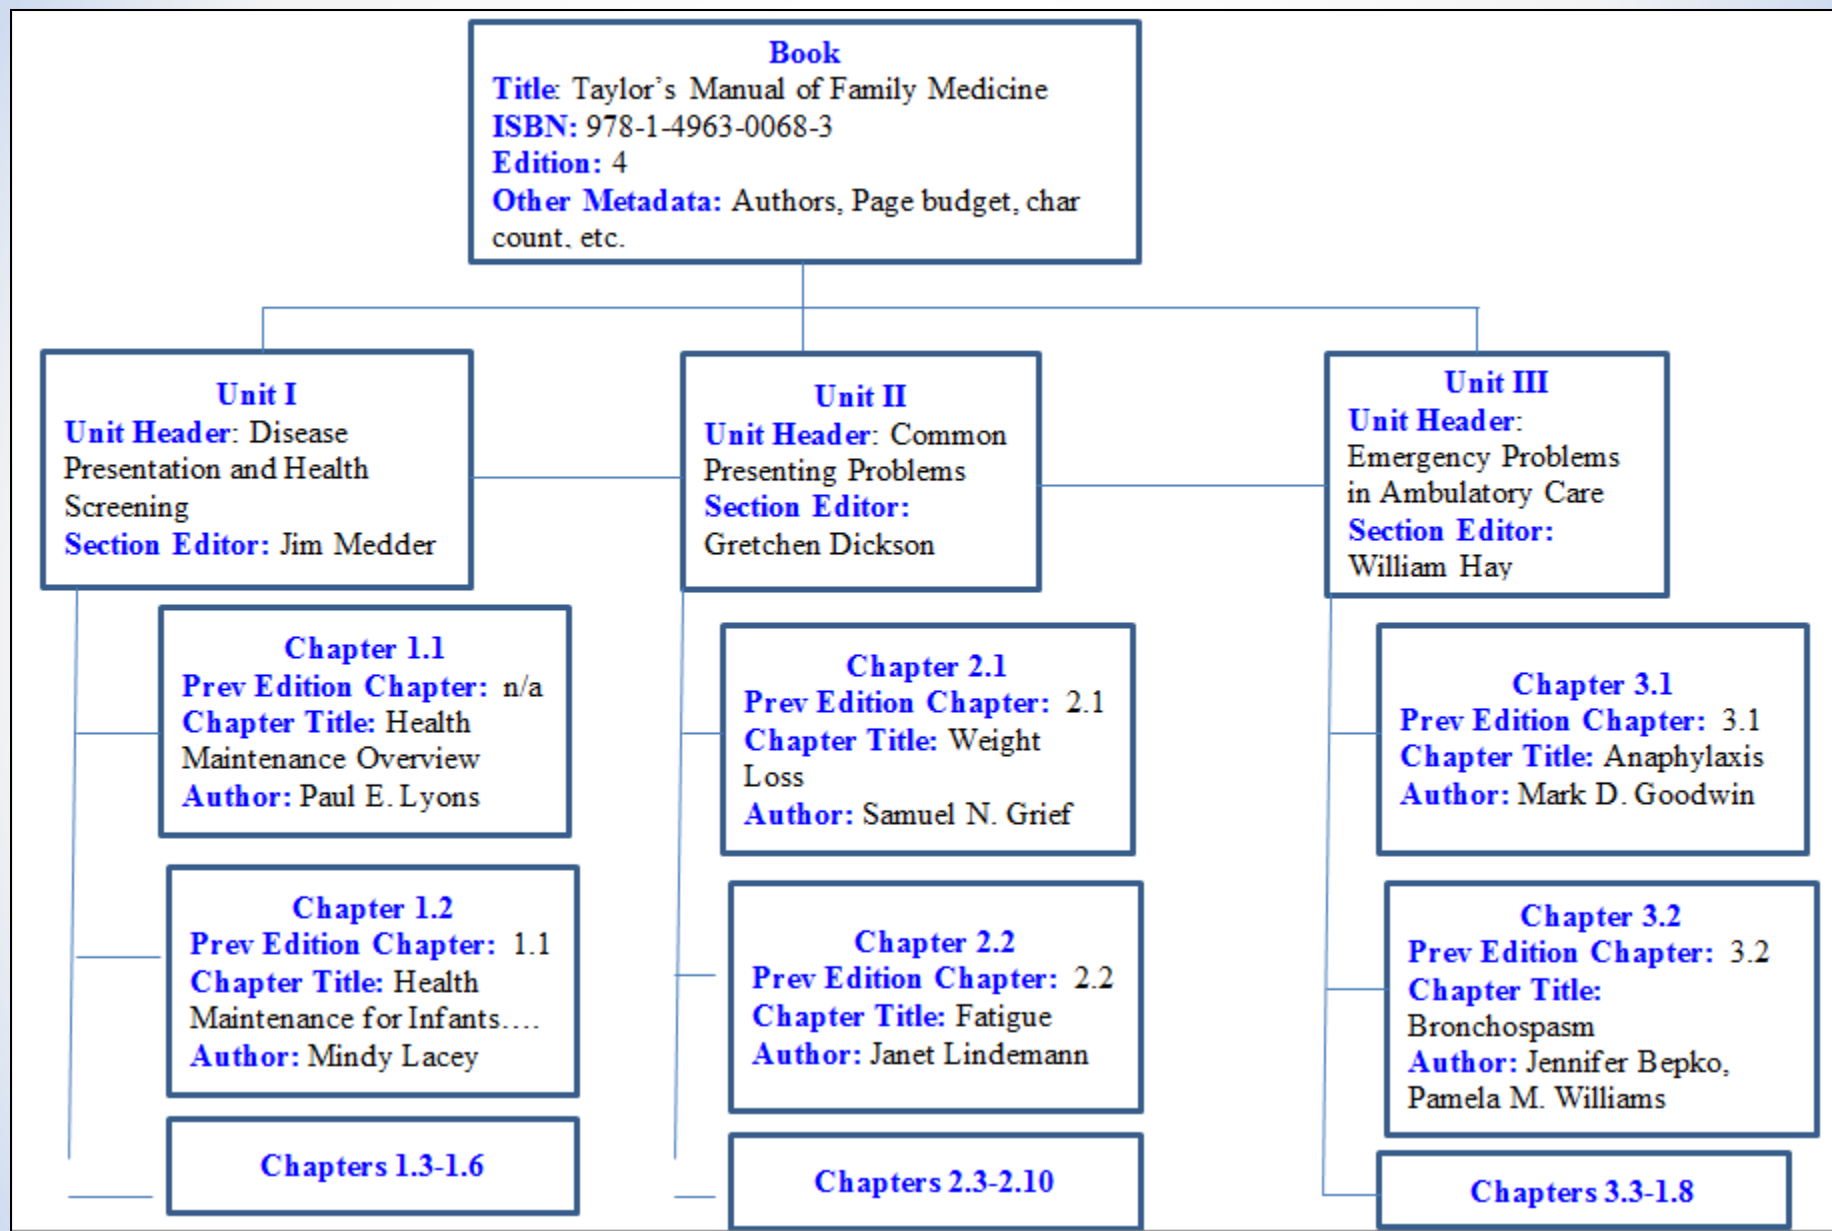 Book
Title: Taylor's Manual of Family Medicine
ISBN: 978-1-4963-0068-3
Edition: 4
Other Metadata: Authors, Page budget, char
count, etc.
Unit I
Unit Header: Disease
Presentation and Health
Screening
Section Editor: Jim Medder
Unit II
Unit Header: Common
Presenting Problems
Section Editor:
Gretchen Dickson
Unit III
Unit Header:
Emergency Problems
in Ambulatory Care
Section Editor:
William Hay
Chapter 1.1
Prev Edition Chapter: n/a
Chapter Title: Health
Maintenance Overview
Author: Paul E. Lyons
Chapter 2.1
Prev Edition Chapter: 2.1
Chapter Title: Weight
Loss
Author: Samuel N. Grief
Chapter 3.1
Prev Edition Chapter: 3.1
Chapter Title: Anaphylaxis
Author: Mark D. Goodwin
Chapter 1.2
Prev Edition Chapter: 1.1
Chapter Title: Health
Maintenance for Infants….
Author: Mindy Lacey
Chapter 2.2
Prev Edition Chapter: 2.2
Chapter Title: Fatigue
Author: Janet Lindemann
Chapter 3.2
Prev Edition Chapter: 3.2
Chapter Title:
Bronchospasm
Author: Jennifer Bepko,
Pamela M. Williams
Chapters 1.3-1.6
Chapters 2.3-2.10
Chapters 3.3-1.8